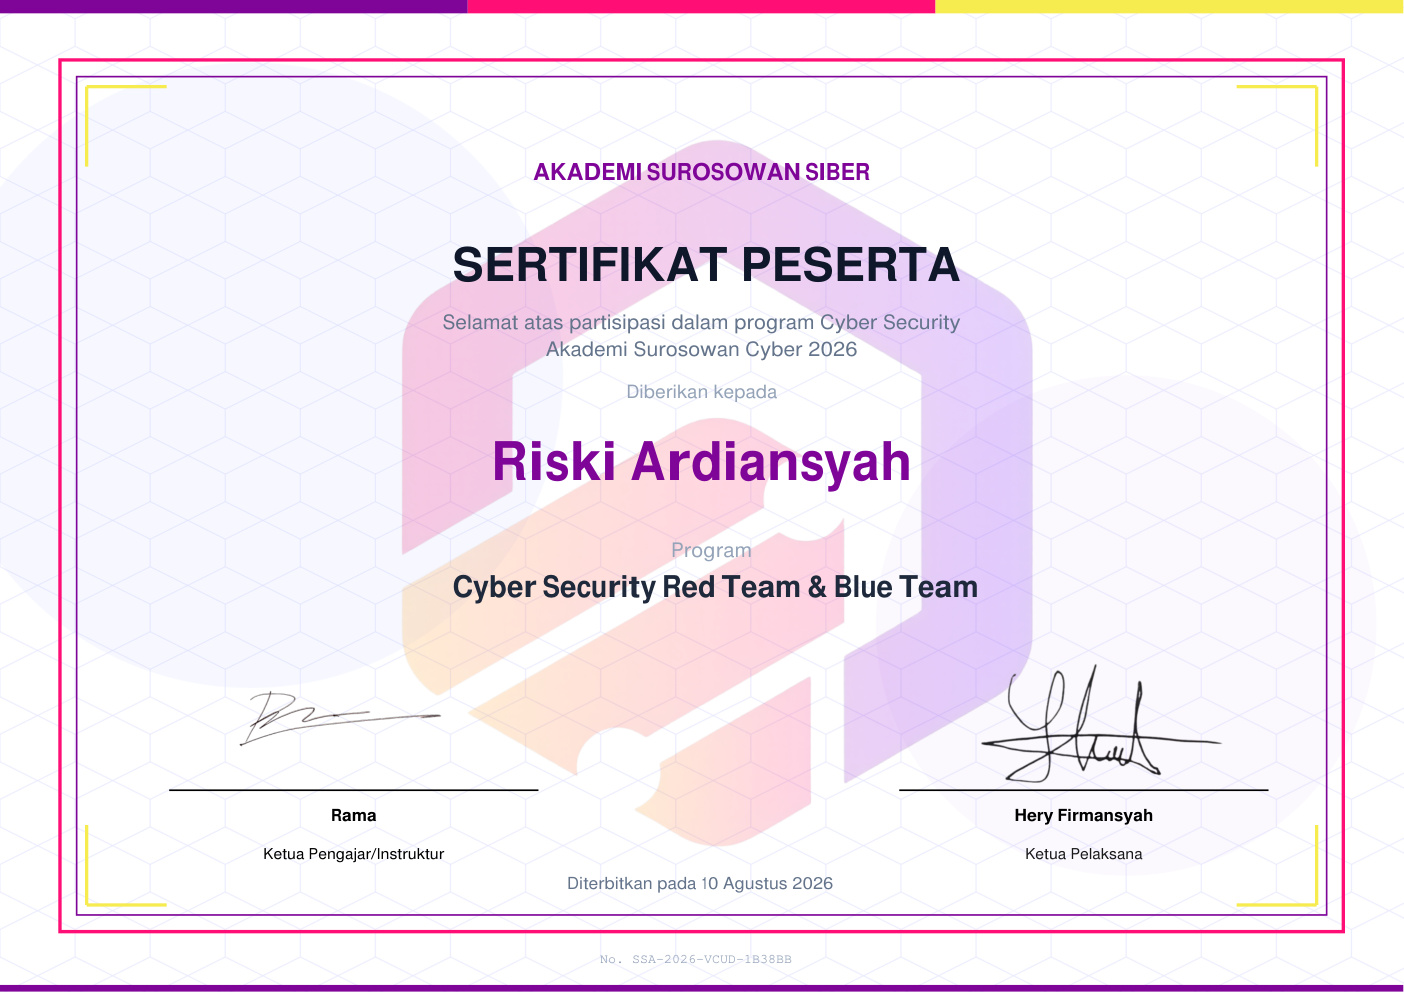 AKADEMI SUROSOWAN SIBER
SERTIFIKAT PESERTA
Selamat atas partisipasi dalam program Cyber Security
Akademi Surosowan Cyber 2026
Diberikan kepada
Riski Ardiansyah
Program
Cyber Security Red Team & Blue Team
Rama
Ketua Pengajar/Instruktur
Hery Firmansyah
Ketua Pelaksana
Diterbitkan pada 10 Agustus 2026
No. SSA-2026-VCUD-1B38BB